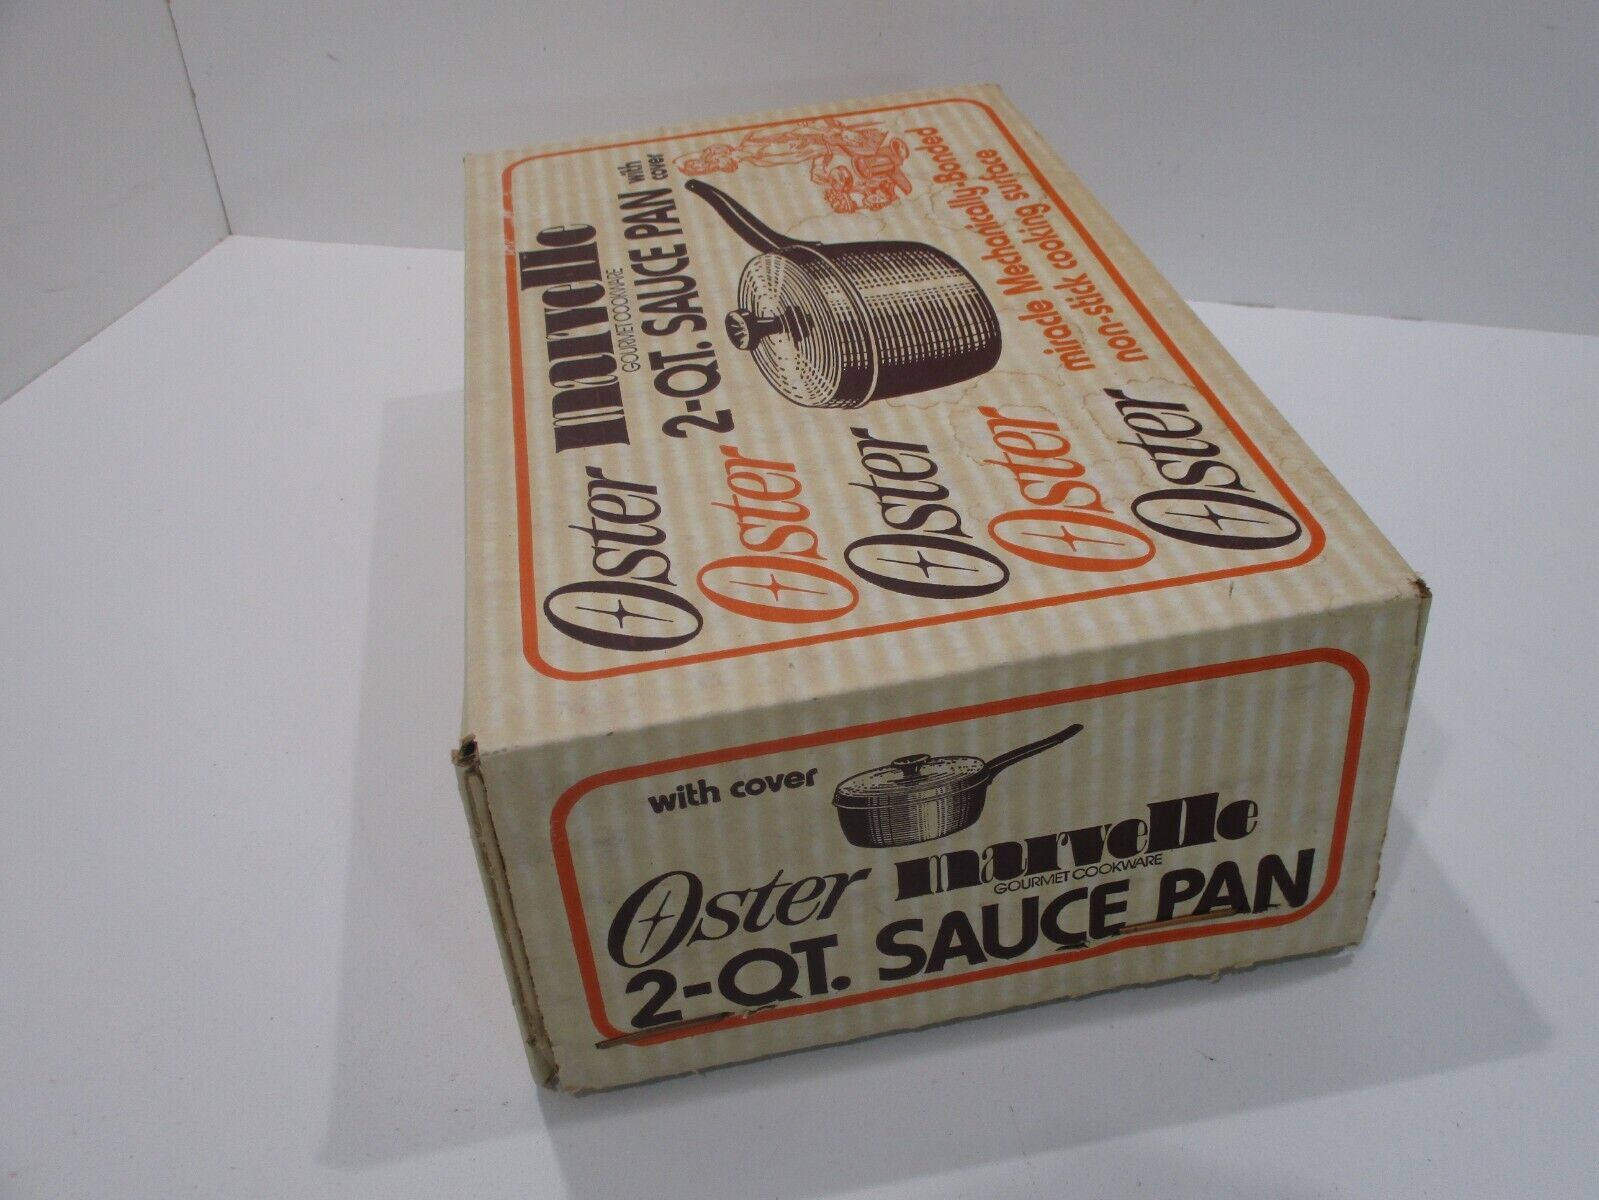 Oster marvelle
GOURMET COOKWARE
2-QT. SAUCE PAN with
cover
Oster
Oster
Oster
miracle Mechanically-Bonded
non-stick cooking surface
Oster
with cover
Oster marvelle
GOURMET COOKWARE
2-QT. SAUCE PAN